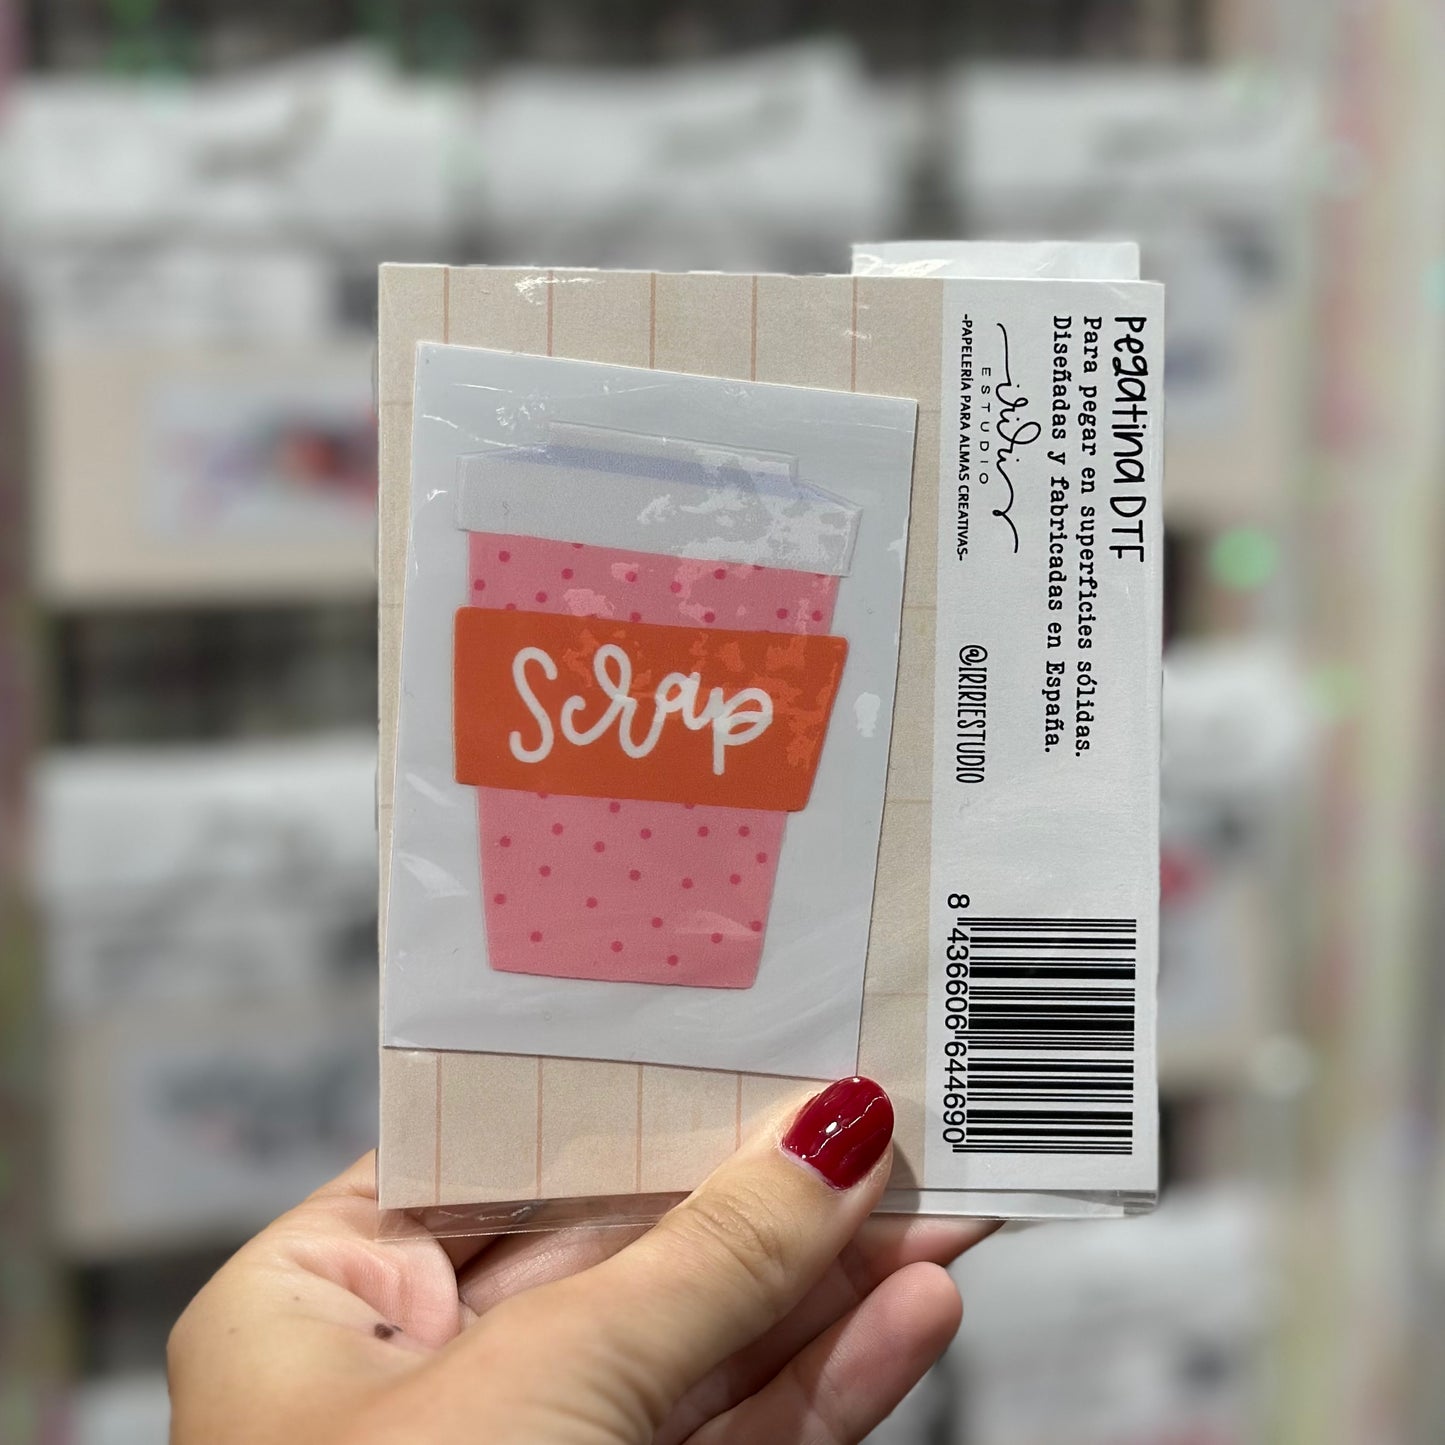 Scrap
Pegatina DTF
Para pegar en superficies sólidas.
Diseñadas y fabricadas en España.
iriri
ESTUDIO
-PAPELERÍA PARA ALMAS CREATIVAS-
@IRIRIESTUDIO
8 436606 644690